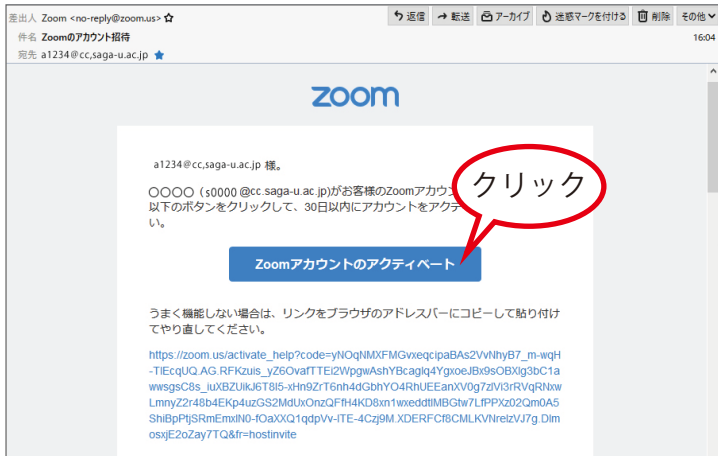 差出人 Zoom <no-reply@zoom.us> ☆ 返信 転送 アーカイブ 迷惑マークを付ける 削除 その他
件名 Zoomのアカウント招待 16:04
宛先 a1234@cc,saga-u.ac.jp ★
zoom
a1234@cc,saga-u.ac.jp 様。
〇〇〇〇（s0000@cc.saga-u.ac.jp)がお客様のZoomアカウン
以下のボタンをクリックして、30日以内にアカウントをアクテ
い。
クリック
Zoomアカウントのアクティベート
うまく機能しない場合は、リンクをブラウザのアドレスバーにコピーして貼り付け
てやり直してください。
https://zoom.us/activate_help?code=yNOqNMXFMGvxeqcipaBAs2VvNhyB7_m-wqH
-TIEcqUQ.AG.RFKzuis_yZ6OvafTTEi2WpgwAshYBcaglq4YgxoeJBx9sOBXlg3bC1a
wwsgsC8s_iuXBZUikJ6T8I5-xHn9ZrT6nh4dGbhYO4RhUEEanXV0g7zlVi3rRVqRNxw
LmnyZ2r48b4EKp4uzGS2MdUxOnzQFfH4KD8xn1wxeddtlMBGtw7LfPPXz02Qm0A5
ShiBpPtjSRmEmxIN0-fOaXXQ1qdpVv-ITE-4Czj9M.XDERFCf8CMLKVNrelzVJ7g.Dlm
osxjE2oZay7TQ&fr=hostinvite